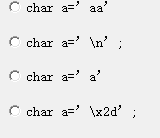 char a=’ aa’
char a=’ \n’ ;
char a=’ a’
char a=’ \x2d’ ;